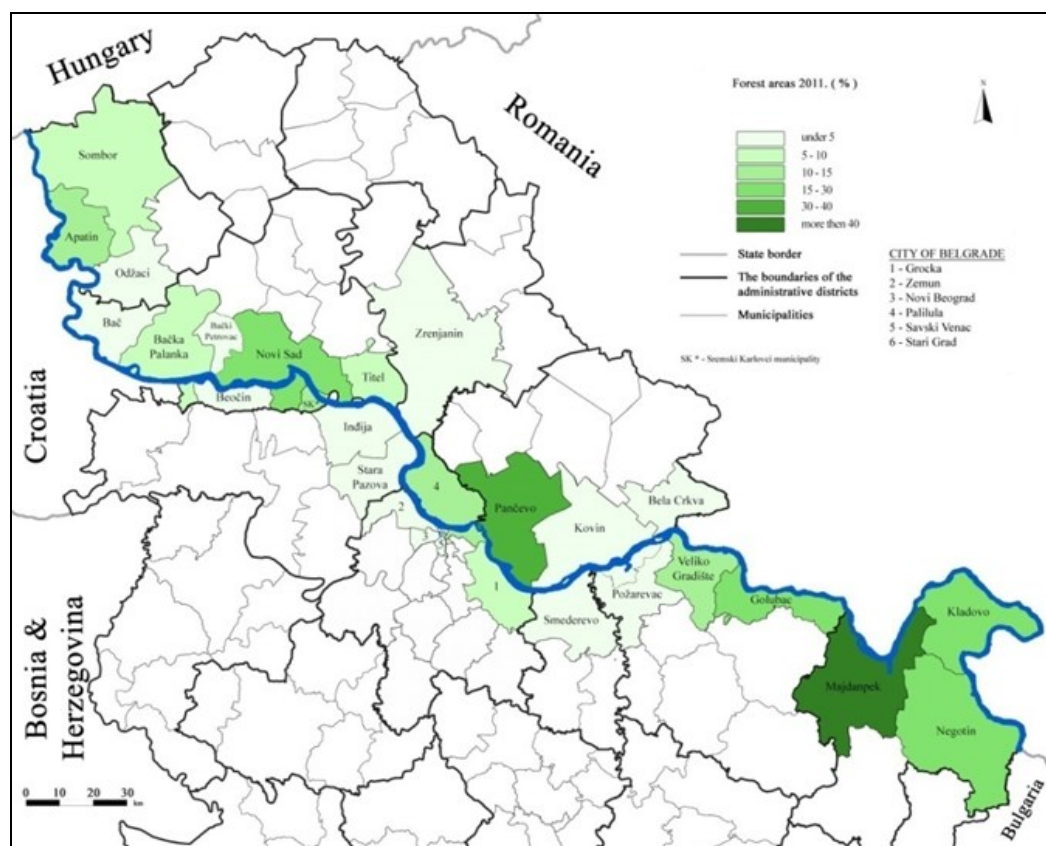 Hungary
Romania
Croatia
Bosnia &
Herzegovina
Bulgaria
Forest areas 2011. ( % )
N
under 5
5 - 10
10 - 15
15 - 30
30 - 40
more then 40
State border
The boundaries of the
administrative districts
Municipalities
CITY OF BELGRADE
1 - Grocka
2 - Zemun
3 - Novi Beograd
4 - Palilula
5 - Savski Venac
6 - Stari Grad
SK * - Sremski Karlovci municipality
Sombor
Apatin
Odžaci
Bač
Bačka
Palanka
Bački
Petrovac
Novi Sad
Titel
Zrenjanin
Beočin
SK*
Inđija
Stara
Pazova
2
3
4
1
Pančevo
Kovin
Bela Crkva
Smederevo
Požarevac
Veliko
Gradište
Golubac
Majdanpek
Kladovo
Negotin
0 10 20 30
km